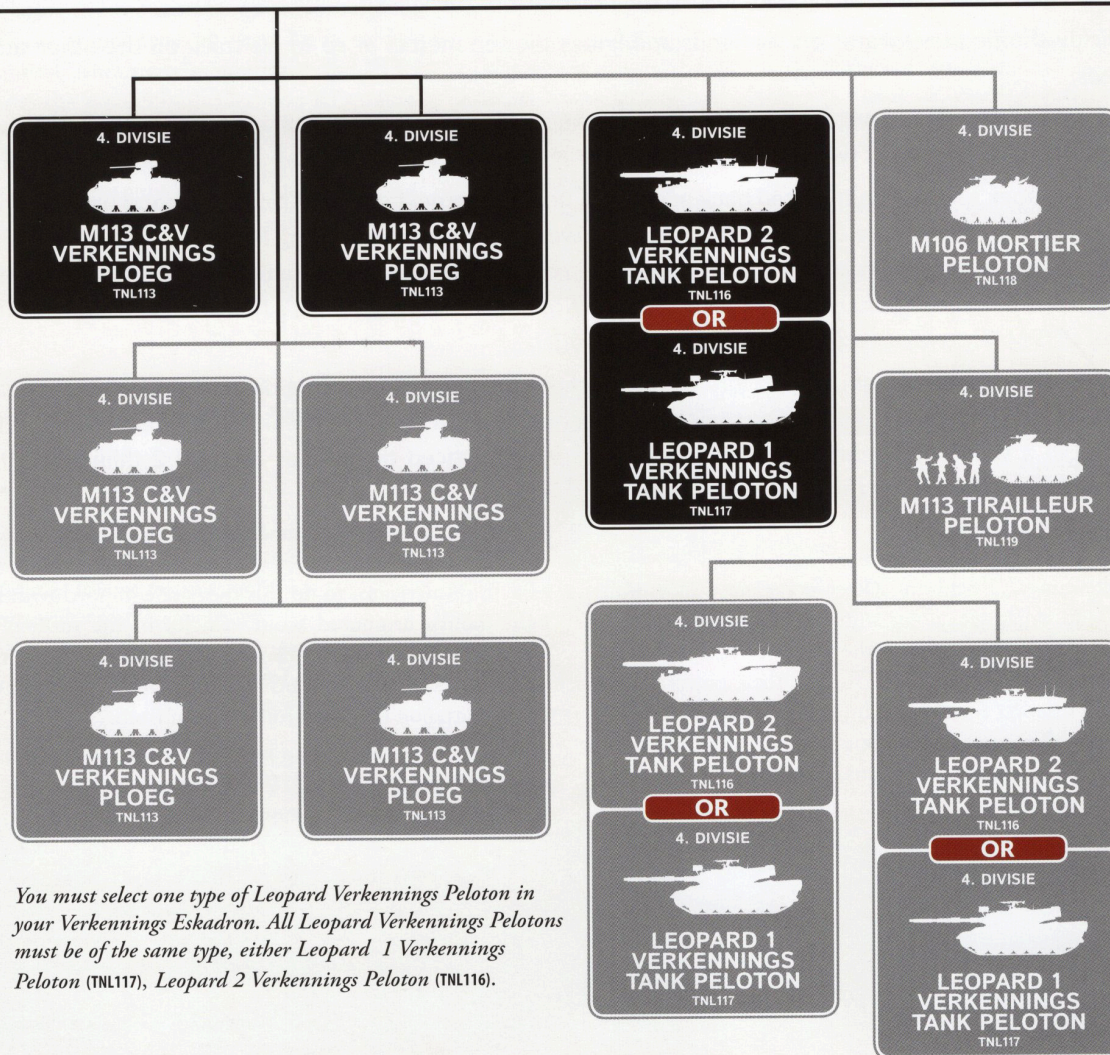 4. DIVISIE
M113 C&V
VERKENNINGS
PLOEG
TNL113
4. DIVISIE
M113 C&V
VERKENNINGS
PLOEG
TNL113
4. DIVISIE
LEOPARD 2
VERKENNINGS
TANK PELOTON
TNL116
OR
4. DIVISIE
LEOPARD 1
VERKENNINGS
TANK PELOTON
TNL117
4. DIVISIE
M106 MORTIER
PELOTON
TNL118
4. DIVISIE
M113 C&V
VERKENNINGS
PLOEG
TNL113
4. DIVISIE
M113 C&V
VERKENNINGS
PLOEG
TNL113
4. DIVISIE
M113 TIRAILLEUR
PELOTON
TNL119
4. DIVISIE
M113 C&V
VERKENNINGS
PLOEG
TNL113
4. DIVISIE
M113 C&V
VERKENNINGS
PLOEG
TNL113
4. DIVISIE
LEOPARD 2
VERKENNINGS
TANK PELOTON
TNL116
OR
4. DIVISIE
LEOPARD 1
VERKENNINGS
TANK PELOTON
TNL117
4. DIVISIE
LEOPARD 2
VERKENNINGS
TANK PELOTON
TNL116
OR
4. DIVISIE
LEOPARD 1
VERKENNINGS
TANK PELOTON
TNL117
You must select one type of Leopard Verkennings Peloton in
your Verkennings Eskadron. All Leopard Verkennings Pelotons
must be of the same type, either Leopard 1 Verkennings
Peloton (TNL117), Leopard 2 Verkennings Peloton (TNL116).